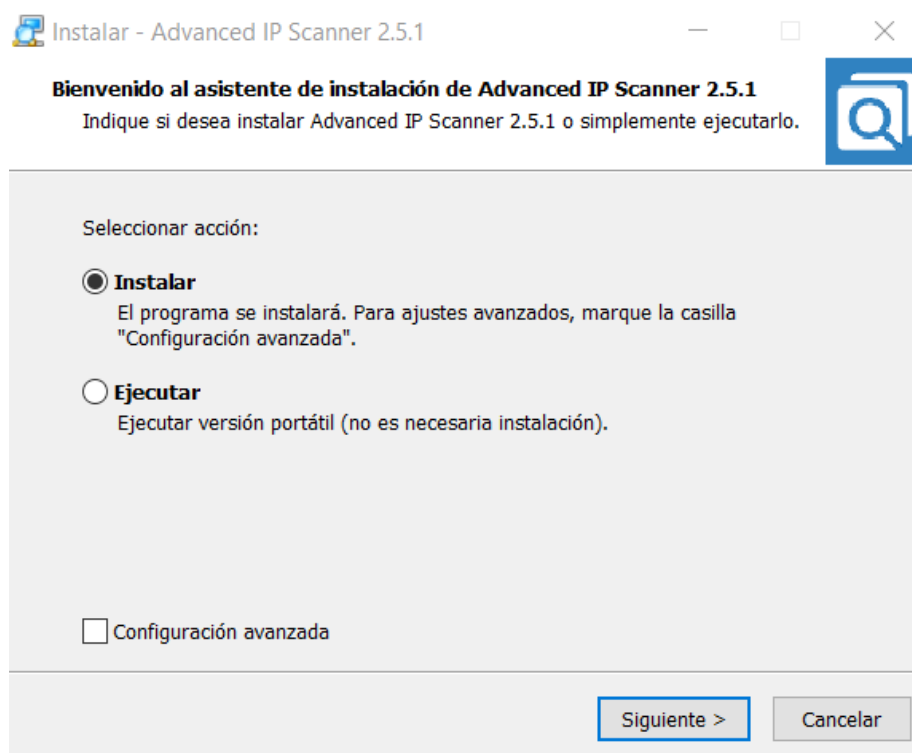 Instalar - Advanced IP Scanner 2.5.1
Bienvenido al asistente de instalación de Advanced IP Scanner 2.5.1
Indique si desea instalar Advanced IP Scanner 2.5.1 o simplemente ejecutarlo.
Seleccionar acción:
Instalar
El programa se instalará. Para ajustes avanzados, marque la casilla
"Configuración avanzada".
Ejecutar
Ejecutar versión portátil (no es necesaria instalación).
Configuración avanzada
Siguiente >
Cancelar